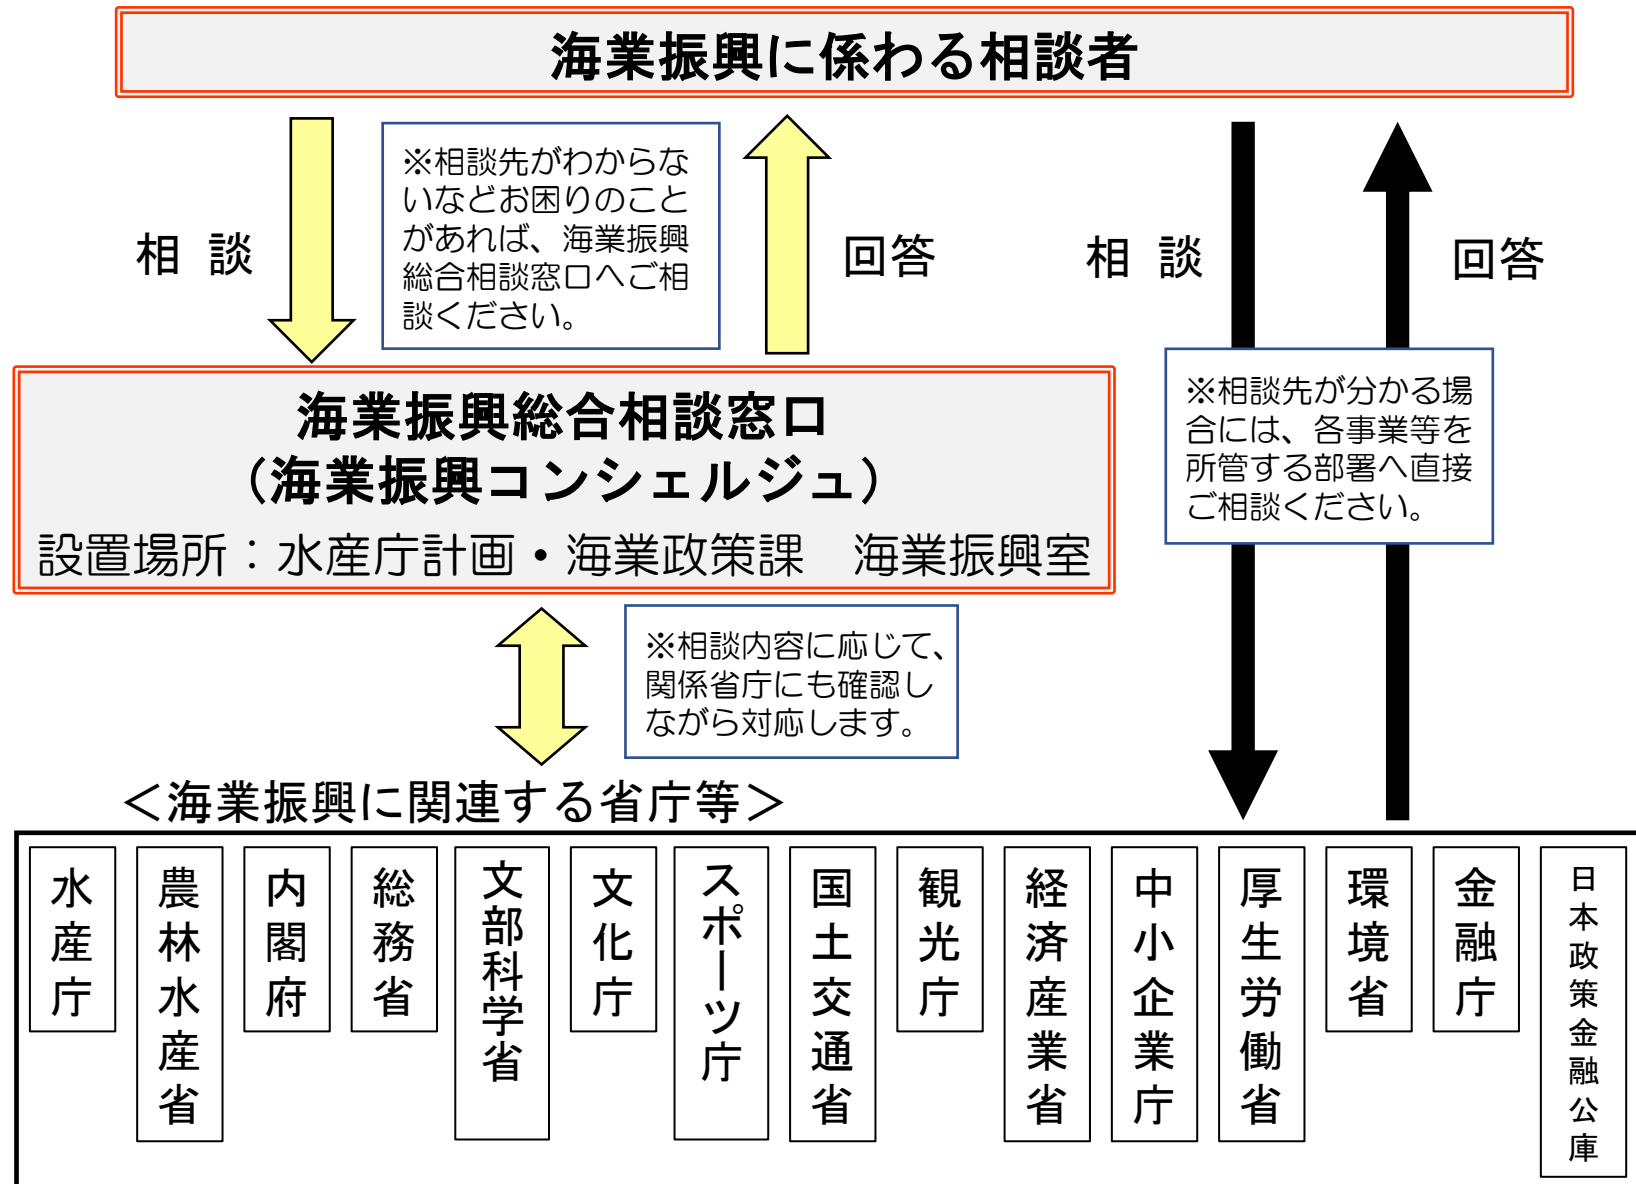 海業振興に係わる相談者
相 談
※相談先がわからな
いなどお困りのこと
があれば、海業振興
総合相談窓口へご相
談ください。
回答
相 談
回答
※相談先が分かる場
合には、各事業等を
所管する部署へ直接
ご相談ください。
海業振興総合相談窓口
（海業振興コンシェルジュ）
設置場所：水産庁計画・海業政策課　海業振興室
※相談内容に応じて、
関係省庁にも確認し
ながら対応します。
＜海業振興に関連する省庁等＞
水産庁
農林水産省
内閣府
総務省
文部科学省
文化庁
スポーツ庁
国土交通省
観光庁
経済産業省
中小企業庁
厚生労働省
環境省
金融庁
日本政策金融公庫